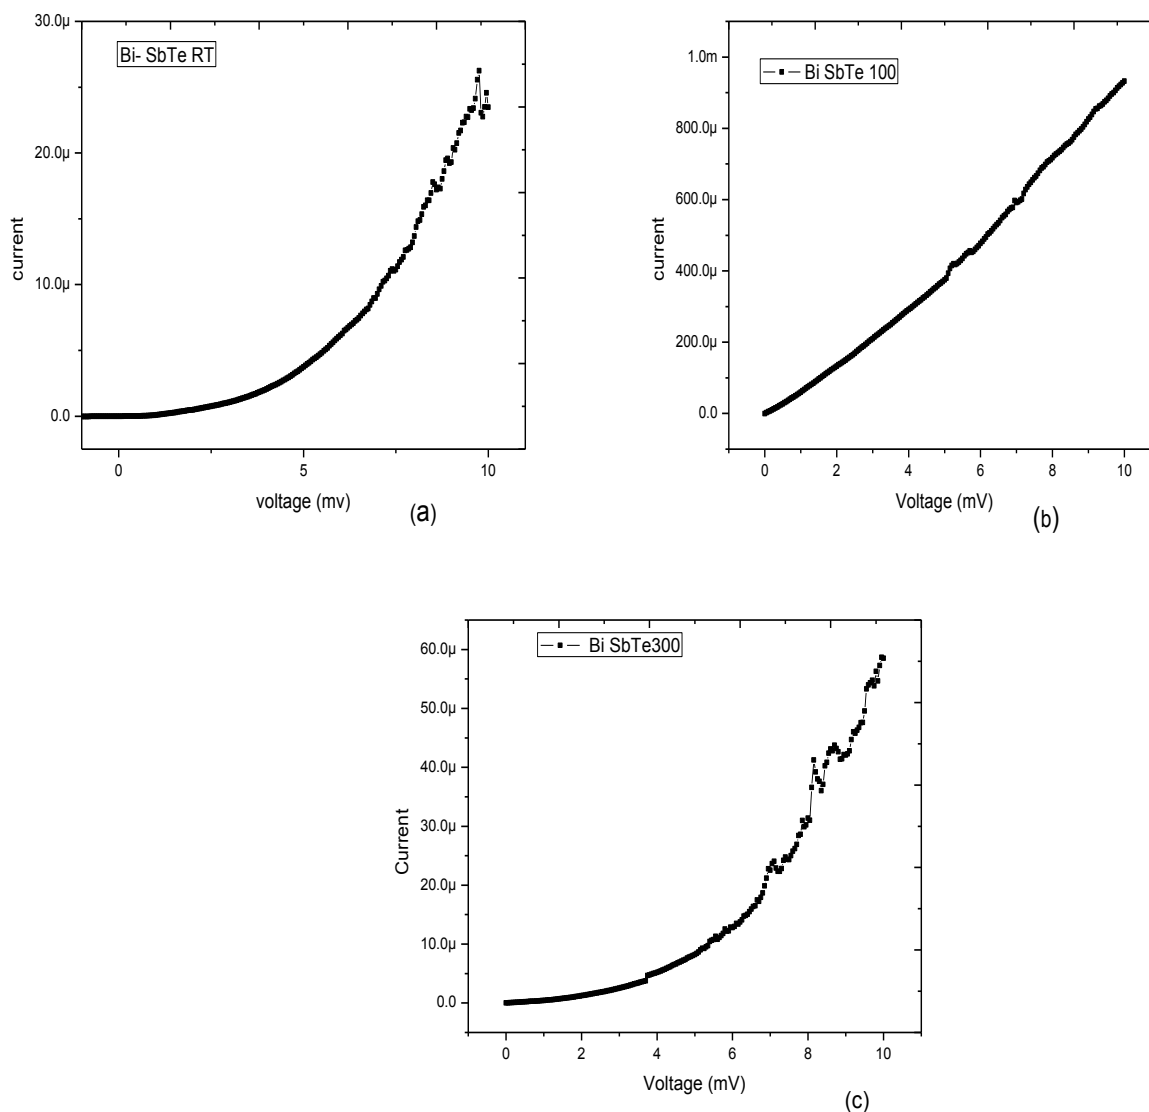 30.0µ
20.0µ
10.0µ
0.0
current
Bi- SbTe RT
0 5 10
voltage (mv)
(a)
1.0m
800.0µ
600.0µ
400.0µ
200.0µ
0.0
current
Bi SbTe 100
0 2 4 6 8 10
Voltage (mV)
(b)
60.0µ
50.0µ
40.0µ
30.0µ
20.0µ
10.0µ
0.0
Current
Bi SbTe300
0 2 4 6 8 10
Voltage (mV)
(c)